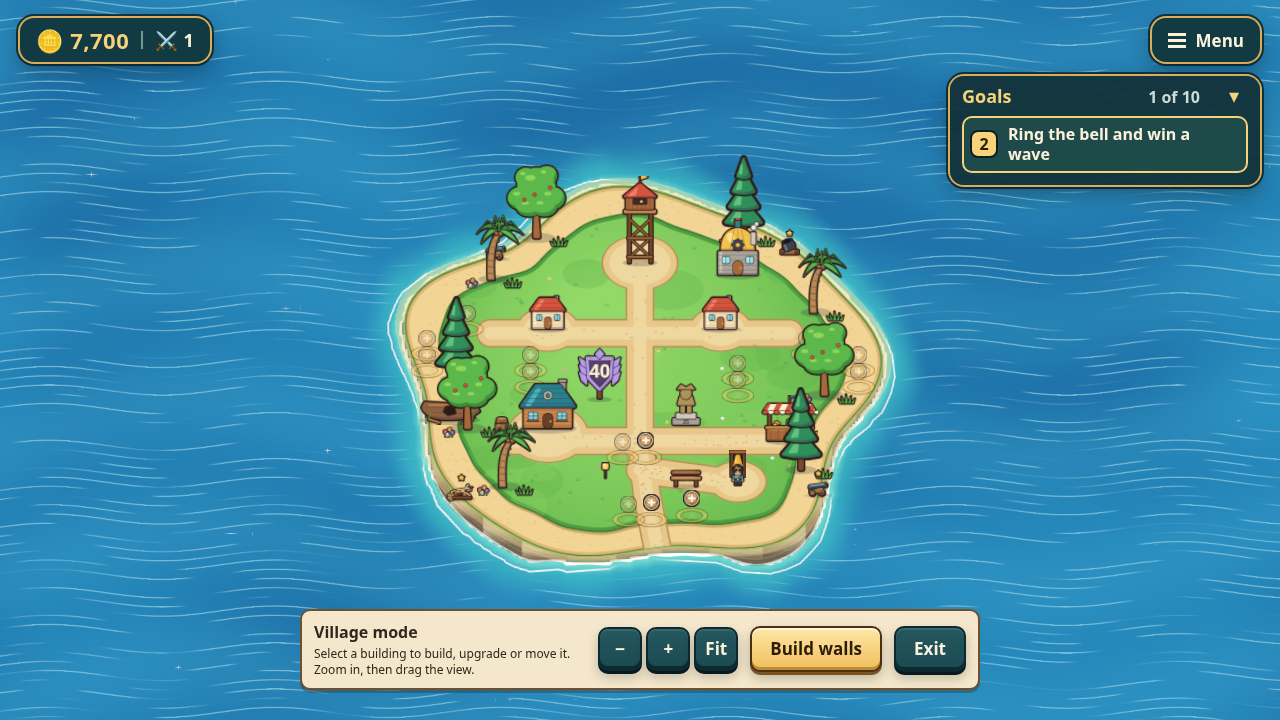 7,700
1
Menu
Goals
1 of 10
2
Ring the bell and win a
wave
40
Village mode
Select a building to build, upgrade or move it.
Zoom in, then drag the view.
−
+
Fit
Build walls
Exit